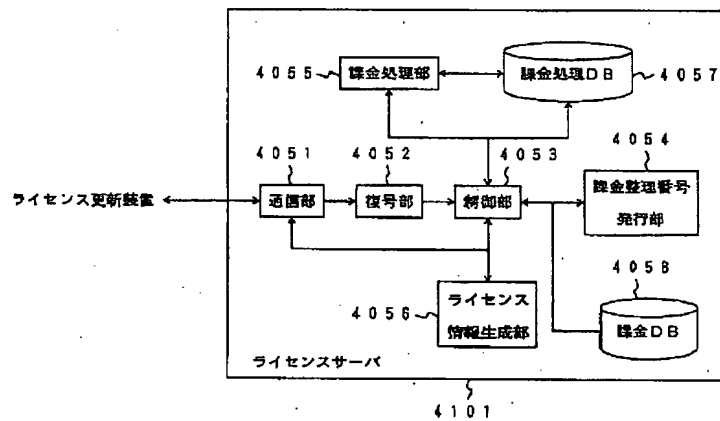 4055
課金処理部
課金処理DB
4057
4051
4052
4053
4054
ライセンス更新装置
通信部
復号部
制御部
課金整理番号
発行部
4056
ライセンス
情報生成部
4058
課金DB
ライセンスサーバ
4101